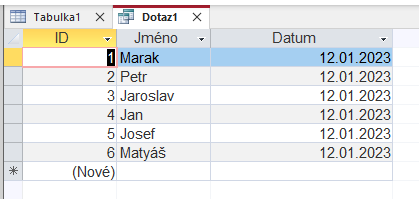 Tabulka1 Dotaz1
ID Jméno Datum
1 Marak 12.01.2023
2 Petr 12.01.2023
3 Jaroslav 12.01.2023
4 Jan 12.01.2023
5 Josef 12.01.2023
6 Matyáš 12.01.2023
(Nové)